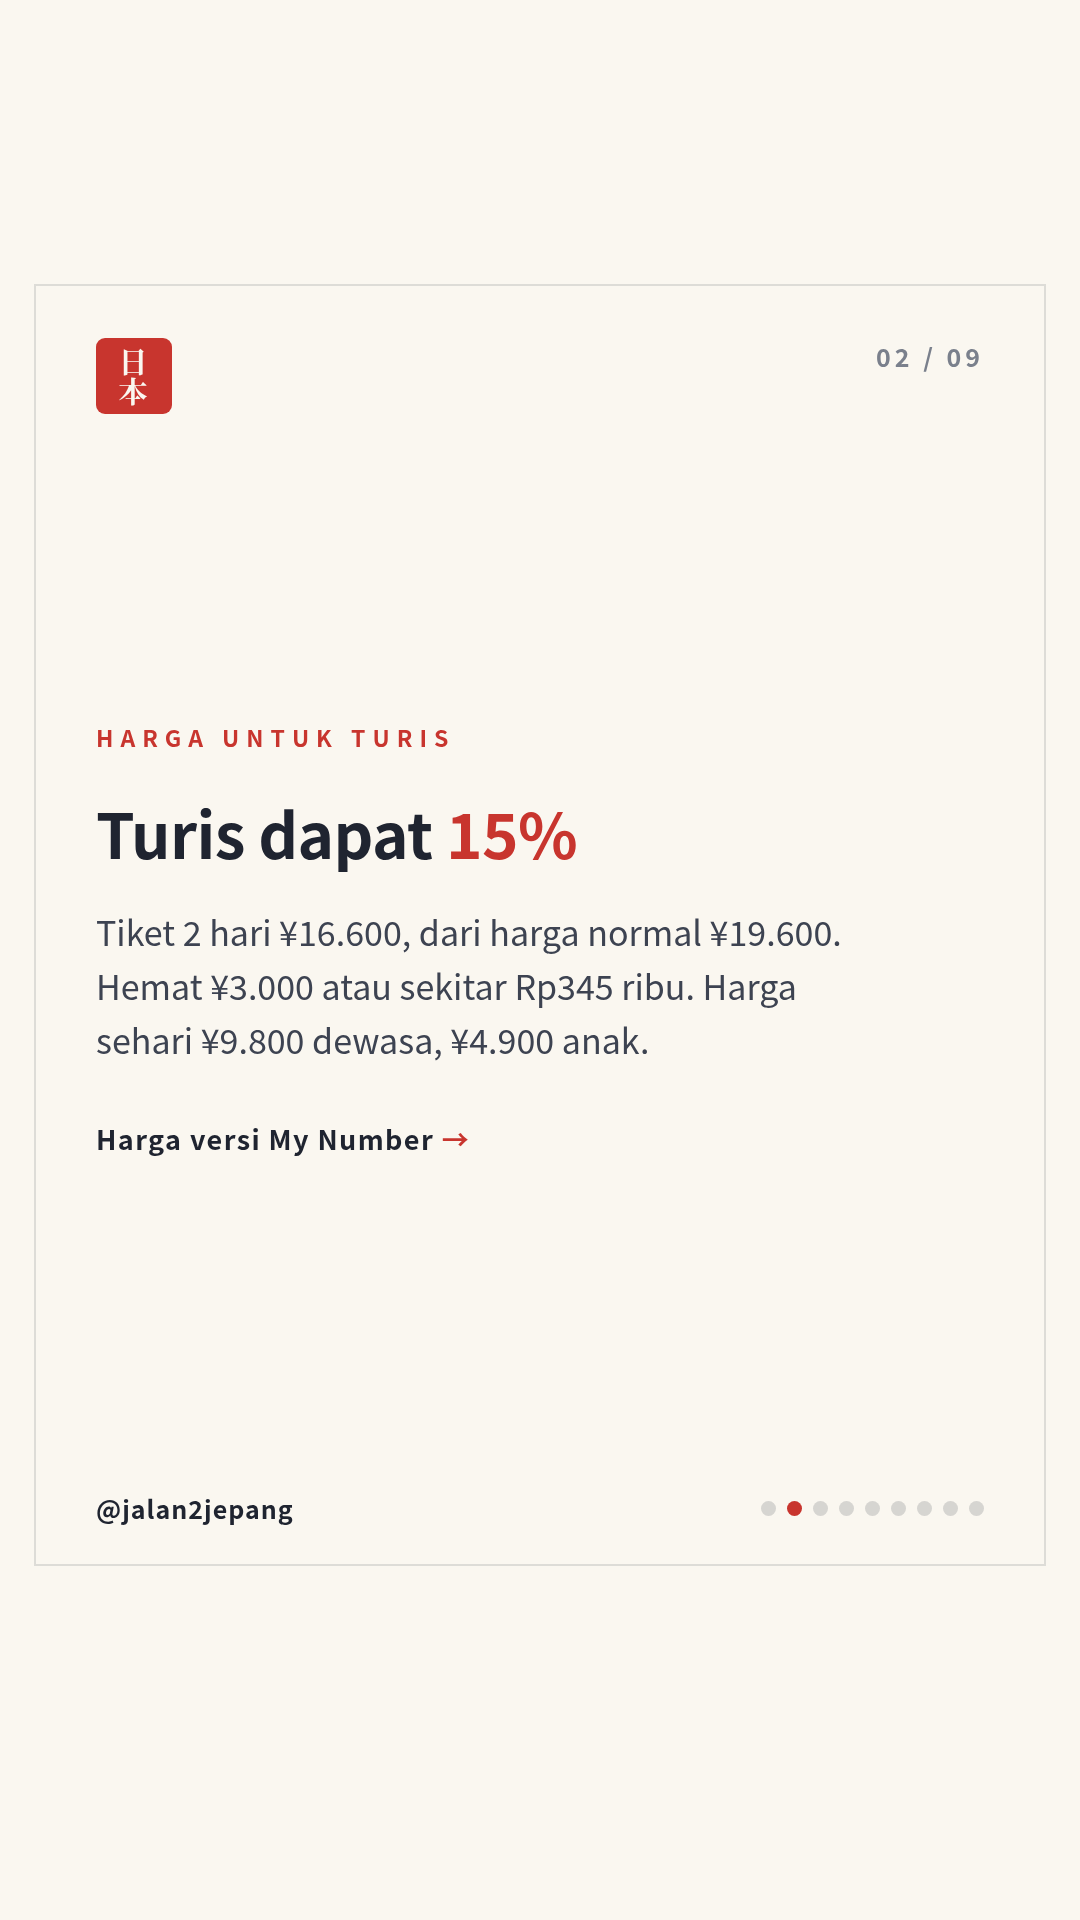 日本
02 / 09
HARGA UNTUK TURIS
Turis dapat 15%
Tiket 2 hari ¥16.600, dari harga normal ¥19.600.
Hemat ¥3.000 atau sekitar Rp345 ribu. Harga
sehari ¥9.800 dewasa, ¥4.900 anak.
Harga versi My Number →
@jalan2jepang